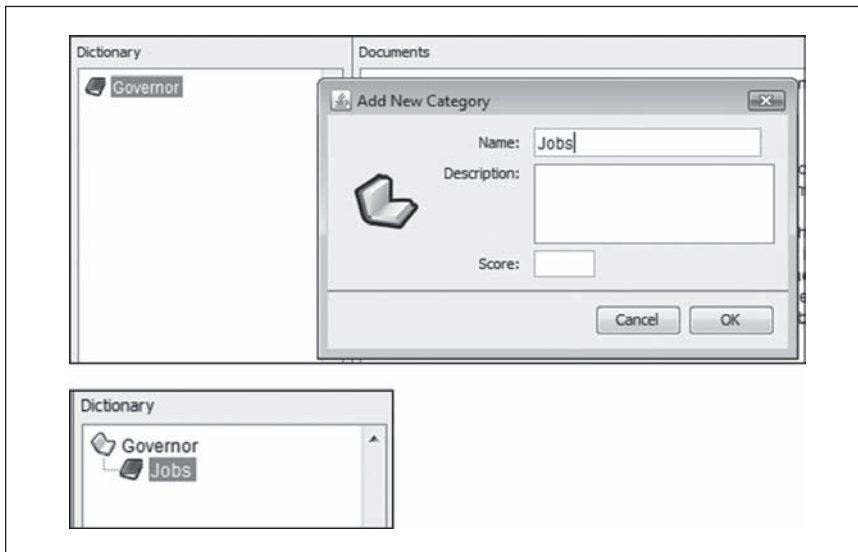 Dictionary
Documents
Governor
Add New Category
Name:
Jobs
Description:
Score:
Cancel
OK
Dictionary
Governor
Jobs